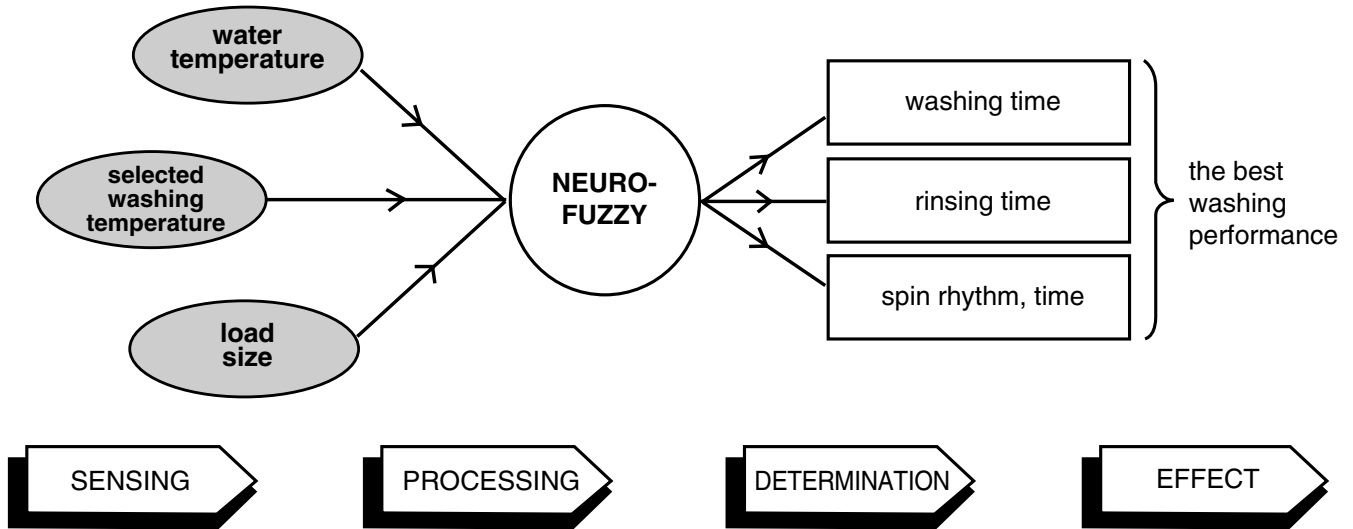 water
temperature
selected
washing
temperature
load
size
NEURO-
FUZZY
washing time
rinsing time
spin rhythm, time
the best
washing
performance
SENSING
PROCESSING
DETERMINATION
EFFECT